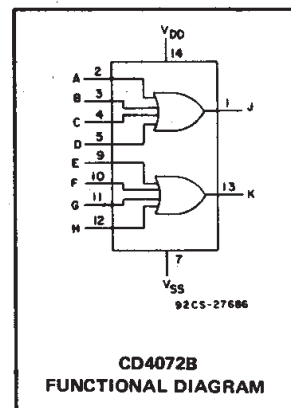 VDD
14
A 2
B 3
C 4
D 5
1 J
E 9
F 10
G 11
H 12
13 K
7
VSS
92CS-27686
CD4072B
FUNCTIONAL DIAGRAM